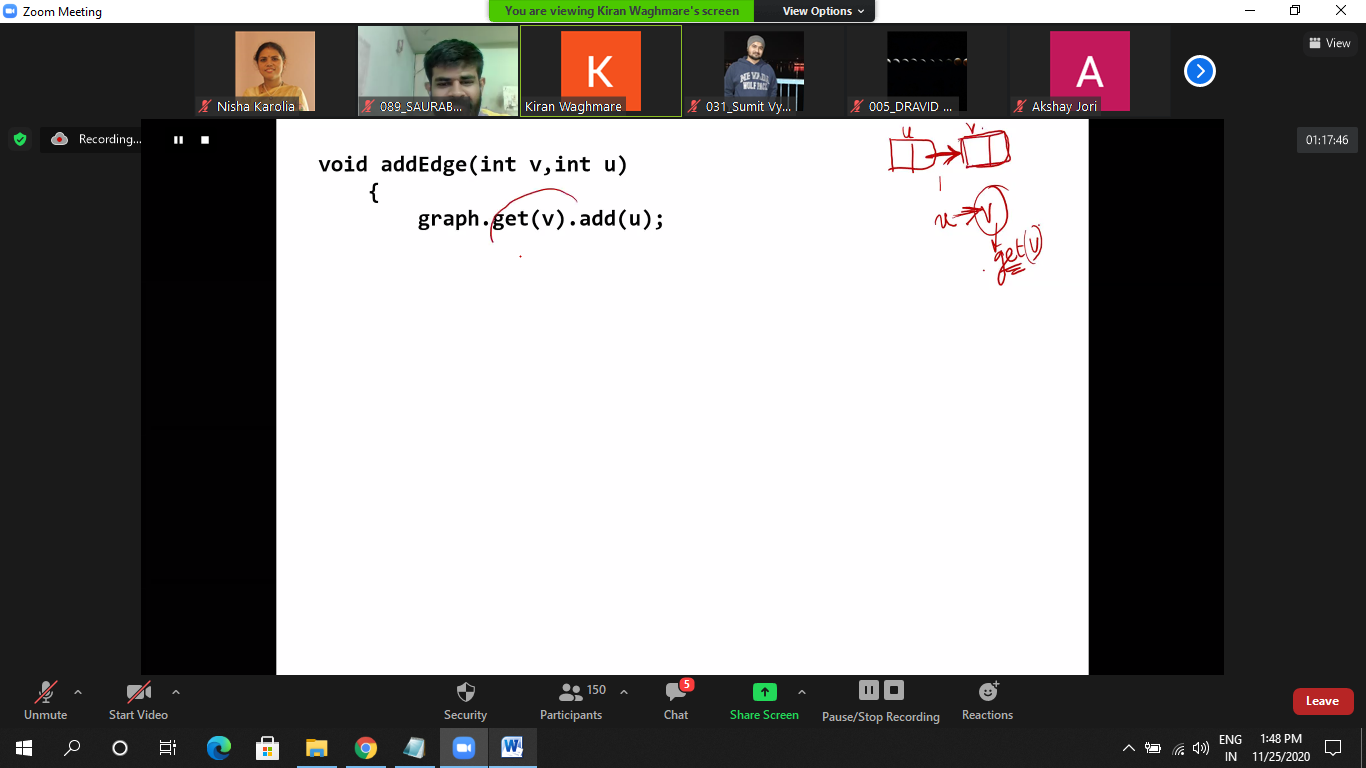 Zoom Meeting
You are viewing Kiran Waghmare's screen
View Options
Nisha Karolia
089_SAURAB...
K
Kiran Waghmare
031_Sumit Vy...
005_DRAVID ...
A
Akshay Jori
View
Recording...
01:17:46
void addEdge(int v,int u)
{
graph.get(v).add(u);
u v
u v
get(v)
Unmute
Start Video
Security
150
Participants
5
Chat
Share Screen
Pause/Stop Recording
Reactions
Leave
ENG
IN
1:48 PM
11/25/2020